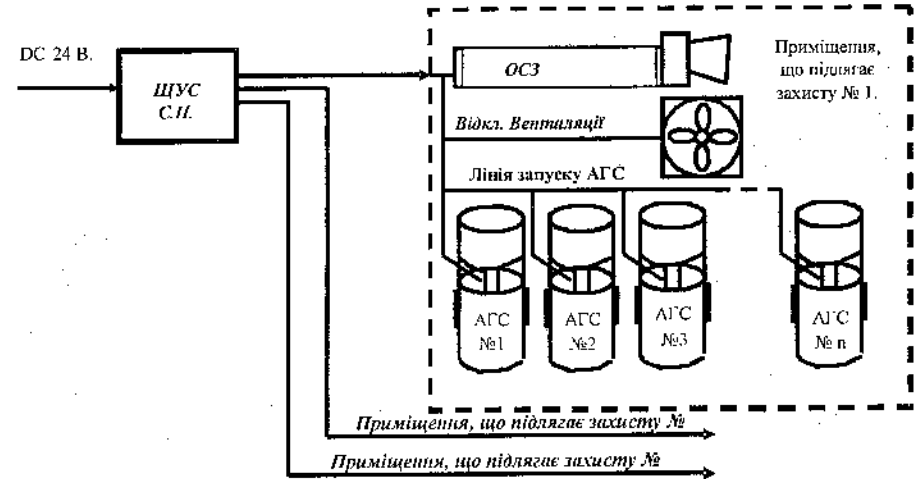 DC 24 В.
ЩУС
С.П.
ОСЗ
Приміщення,
що підлягає
захисту № 1.
Відкл. Вентиляції
Лінія запуску АГС
АГС
№1
АГС
№2
АГС
№3
АГС
№ n
Приміщення, що підлягає захисту №
Приміщення, що підлягає захисту №